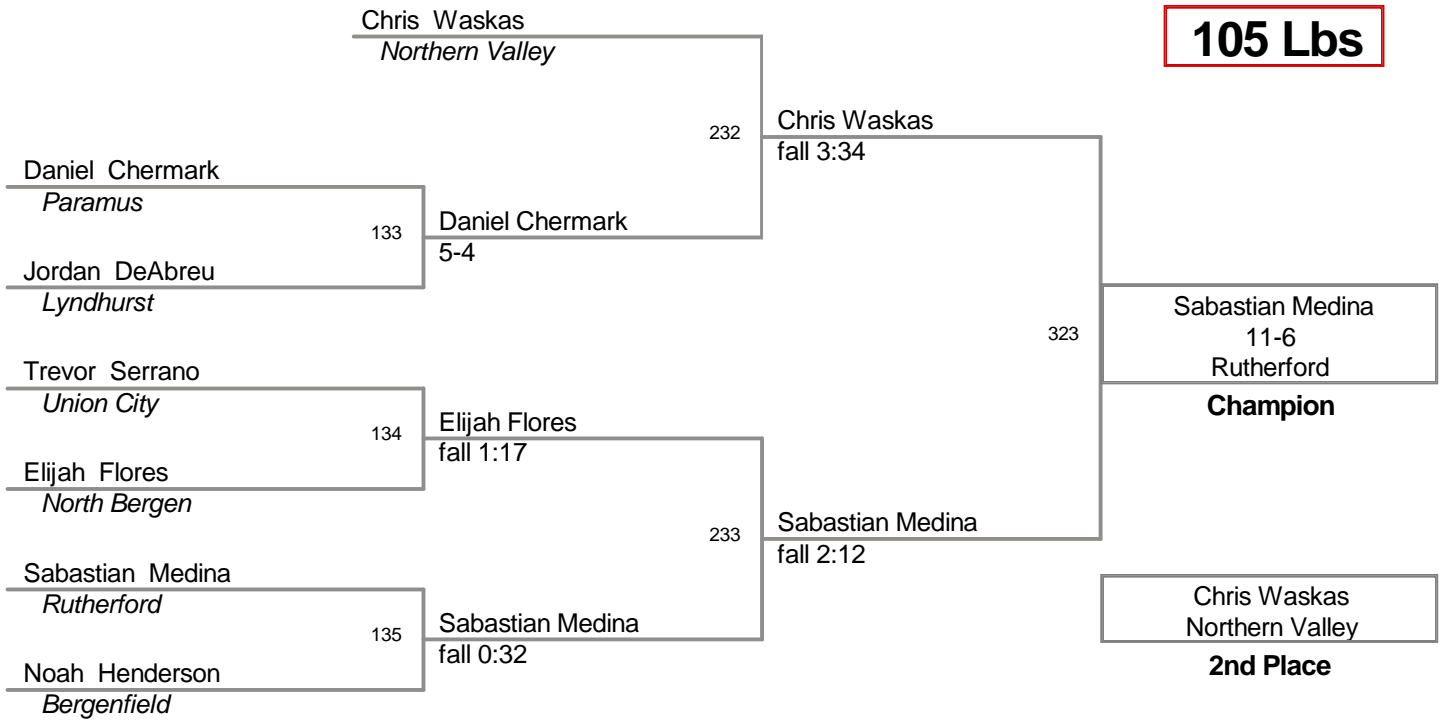 Chris Waskas
Northern Valley
105 Lbs
232
Chris Waskas
fall 3:34
Daniel Chermark
Paramus
133
Daniel Chermark
5-4
Jordan DeAbreu
Lyndhurst
323
Sabastian Medina
11-6
Rutherford
Champion
Trevor Serrano
Union City
134
Elijah Flores
fall 1:17
Elijah Flores
North Bergen
233
Sabastian Medina
fall 2:12
Sabastian Medina
Rutherford
135
Sabastian Medina
fall 0:32
Noah Henderson
Bergenfield
Chris Waskas
Northern Valley
2nd Place